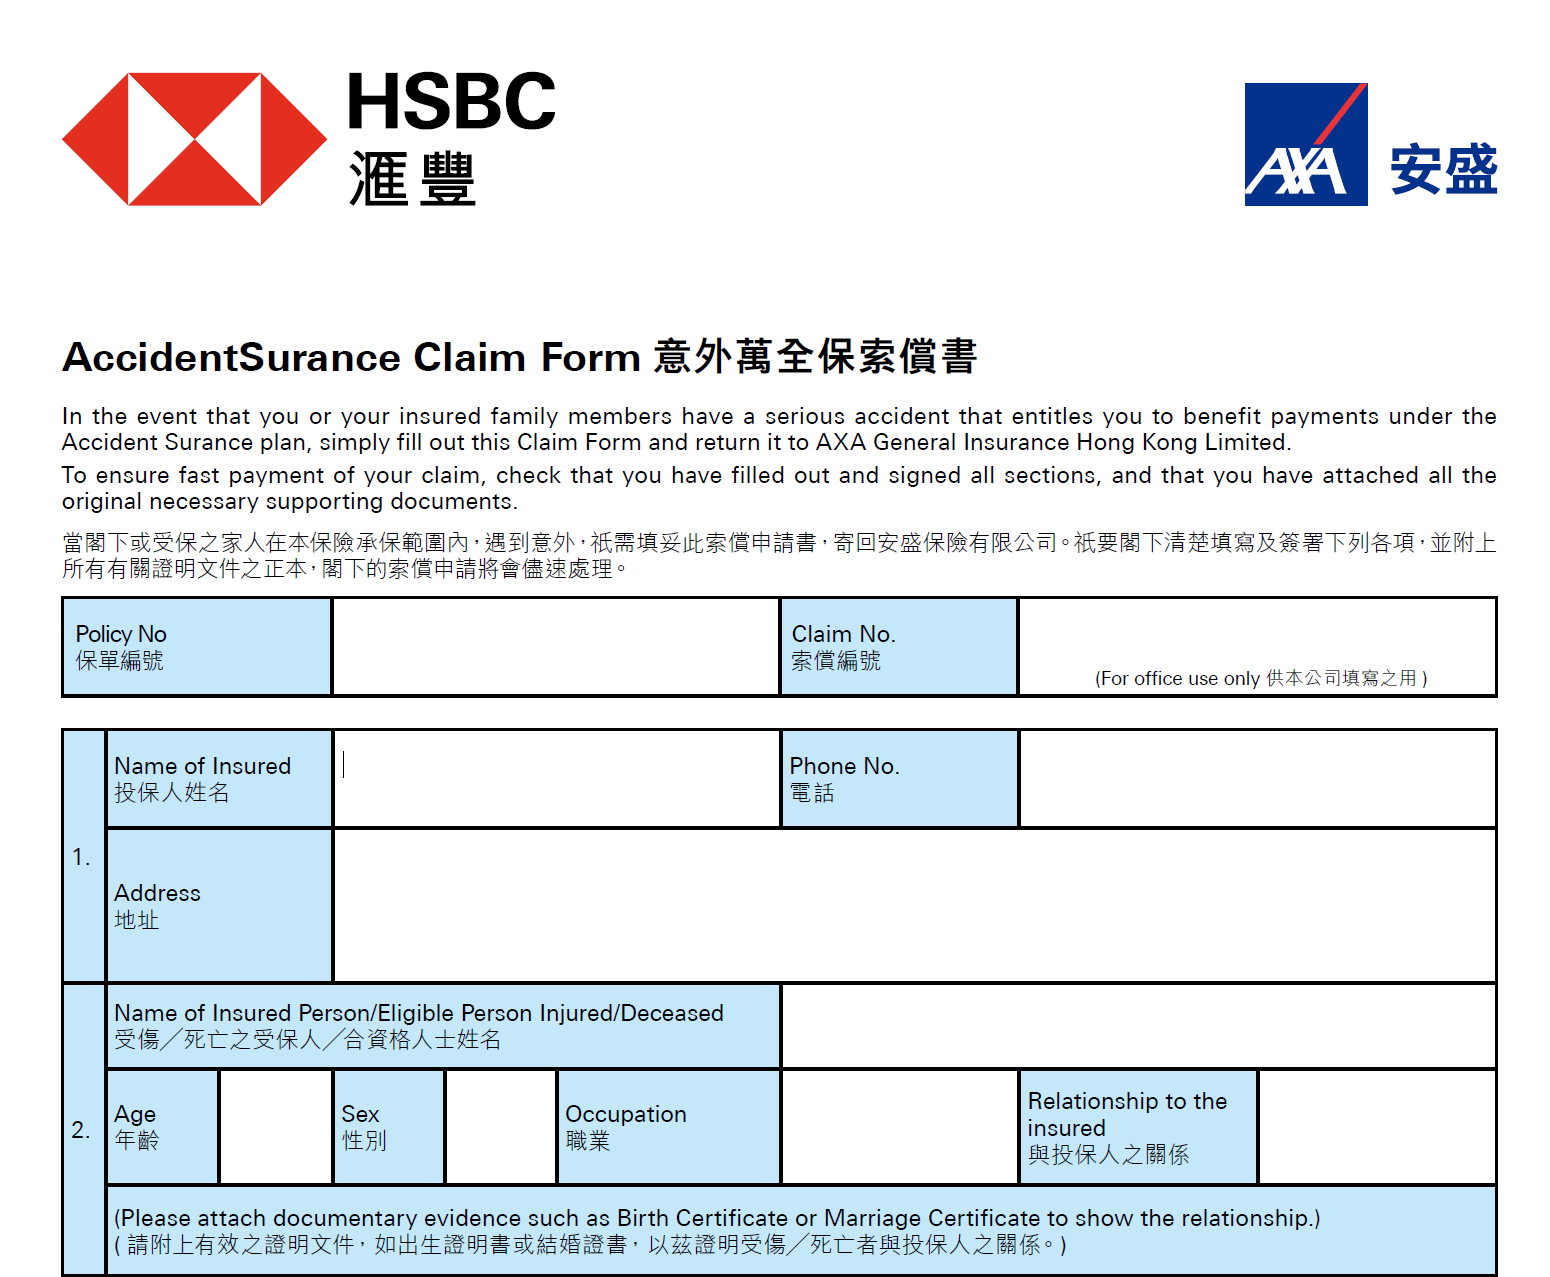 HSBC
滙豐
AXA 安盛
AccidentSurance Claim Form 意外萬全保索償書
In the event that you or your insured family members have a serious accident that entitles you to benefit payments under the
Accident Surance plan, simply fill out this Claim Form and return it to AXA General Insurance Hong Kong Limited.
To ensure fast payment of your claim, check that you have filled out and signed all sections, and that you have attached all the
original necessary supporting documents.
當閣下或受保之家人在本保險承保範圍內，遇到意外，祇需填妥此索償申請書，寄回安盛保險有限公司。祇要閣下清楚填寫及簽署下列各項，並附上
所有有關證明文件之正本，閣下的索償申請將會儘速處理。
Policy No
保單編號
Claim No.
索償編號
(For office use only 供本公司填寫之用 )
1.
Name of Insured
投保人姓名
Phone No.
電話
Address
地址
2.
Name of Insured Person/Eligible Person Injured/Deceased
受傷／死亡之受保人／合資格人士姓名
Age
年齡
Sex
性別
Occupation
職業
Relationship to the
insured
與投保人之關係
(Please attach documentary evidence such as Birth Certificate or Marriage Certificate to show the relationship.)
( 請附上有效之證明文件，如出生證明書或結婚證書，以茲證明受傷／死亡者與投保人之關係。)